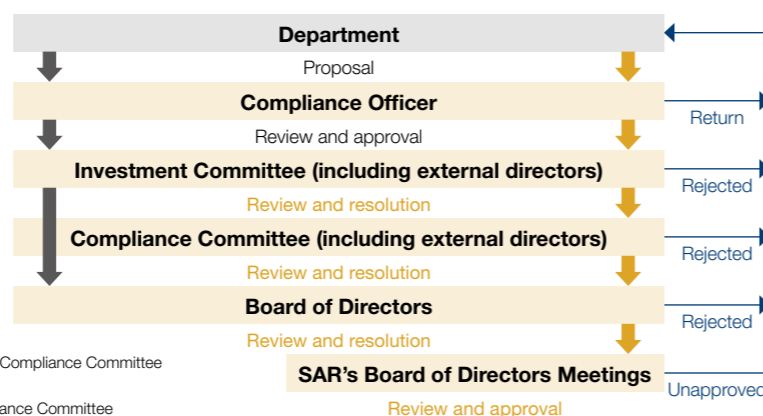 Department
Proposal
Compliance Officer
Return
Review and approval
Investment Committee (including external directors)
Rejected
Review and resolution
Compliance Committee (including external directors)
Rejected
Review and resolution
Board of Directors
Rejected
Review and resolution
Compliance Committee
SAR's Board of Directors Meetings
Unapproved
Committee
Review and approval